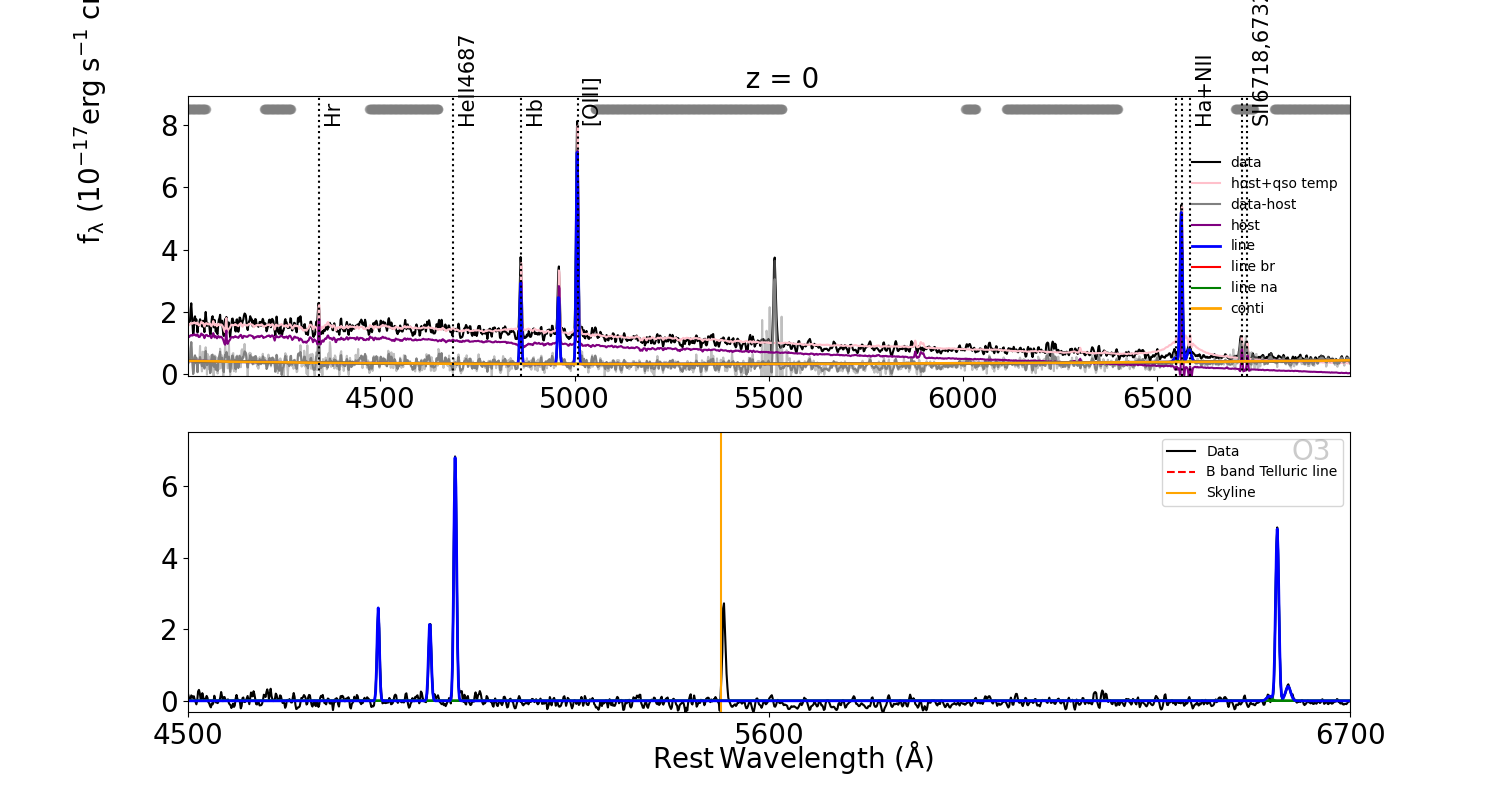 z = 0
f_λ (10⁻¹⁷erg s⁻¹
Hr
HeII4687
Hb
[OIII]
Ha+NII
SII6718,6732
8
6
4
2
0
data
host+qso temp
data-host
host
line
line br
line na
conti
4500 5000 5500 6000 6500
O3
Data
B band Telluric line
Skyline
6
4
2
0
4500 5600 6700
Rest Wavelength (Å)